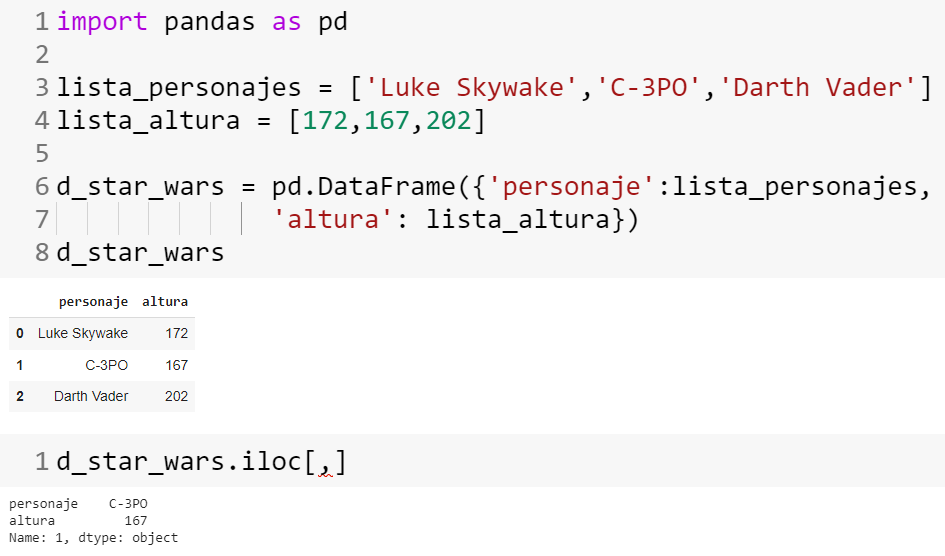 1 import pandas as pd
2
3 lista_personajes = ['Luke Skywake','C-3PO','Darth Vader']
4 lista_altura = [172,167,202]
5
6 d_star_wars = pd.DataFrame({'personaje':lista_personajes,
7 'altura': lista_altura})
8 d_star_wars
personaje altura
0 Luke Skywake 172
1 C-3PO 167
2 Darth Vader 202
1 d_star_wars.iloc[,]
personaje C-3PO
altura 167
Name: 1, dtype: object